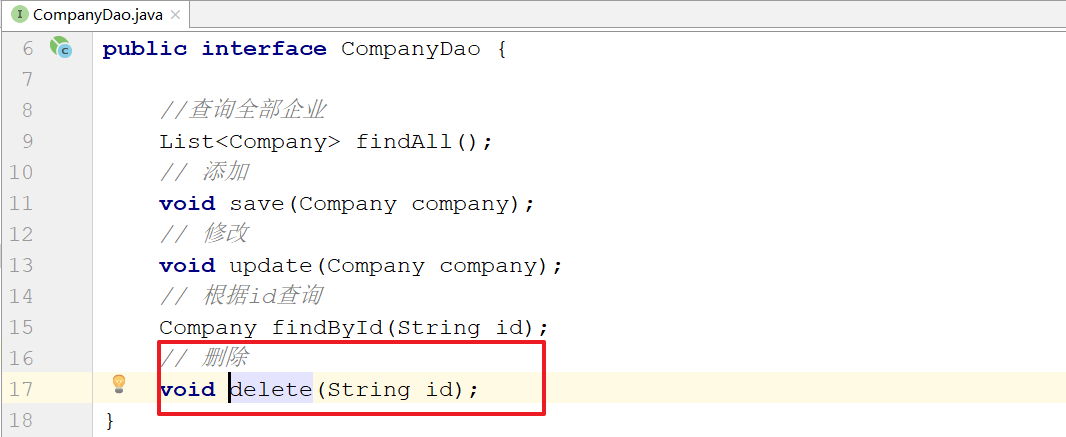 CompanyDao.java
6 public interface CompanyDao {
7
8 //查询全部企业
9 List<Company> findAll();
10 // 添加
11 void save(Company company);
12 // 修改
13 void update(Company company);
14 // 根据id查询
15 Company findById(String id);
16 // 删除
17 void delete(String id);
18 }